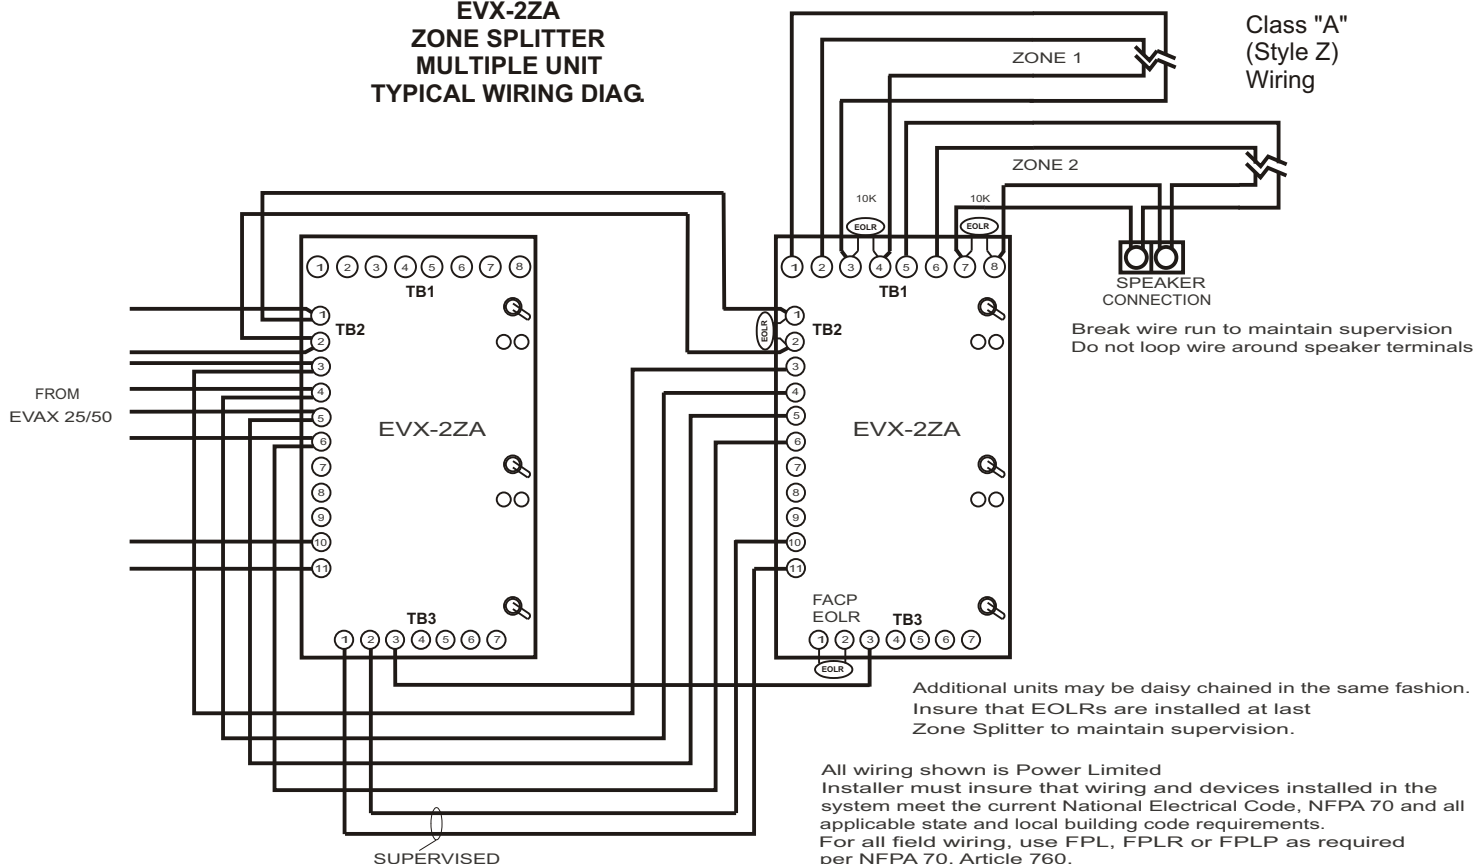 EVX-2ZA
ZONE SPLITTER
MULTIPLE UNIT
TYPICAL WIRING DIAG.
Class "A"
(Style Z)
Wiring
ZONE 1
ZONE 2
10K
10K
EOLR
EOLR
1 2 3 4 5 6 7 8
TB1
1 2 3 4 5 6 7 8
TB1
SPEAKER
CONNECTION
Break wire run to maintain supervision
Do not loop wire around speaker terminals
FROM
EVAX 25/50
TB2
1
2
3
4
5
6
7
8
9
10
11
EVX-2ZA
TB3
1 2 3 4 5 6 7
EOLR
TB2
1
2
3
4
5
6
7
8
9
10
11
EVX-2ZA
FACP
EOLR
TB3
1 2 3 4 5 6 7
EOLR
SUPERVISED
Additional units may be daisy chained in the same fashion.
Insure that EOLRs are installed at last
Zone Splitter to maintain supervision.
All wiring shown is Power Limited
Installer must insure that wiring and devices installed in the
system meet the current National Electrical Code, NFPA 70 and all
applicable state and local building code requirements.
For all field wiring, use FPL, FPLR or FPLP as required
per NFPA 70, Article 760.